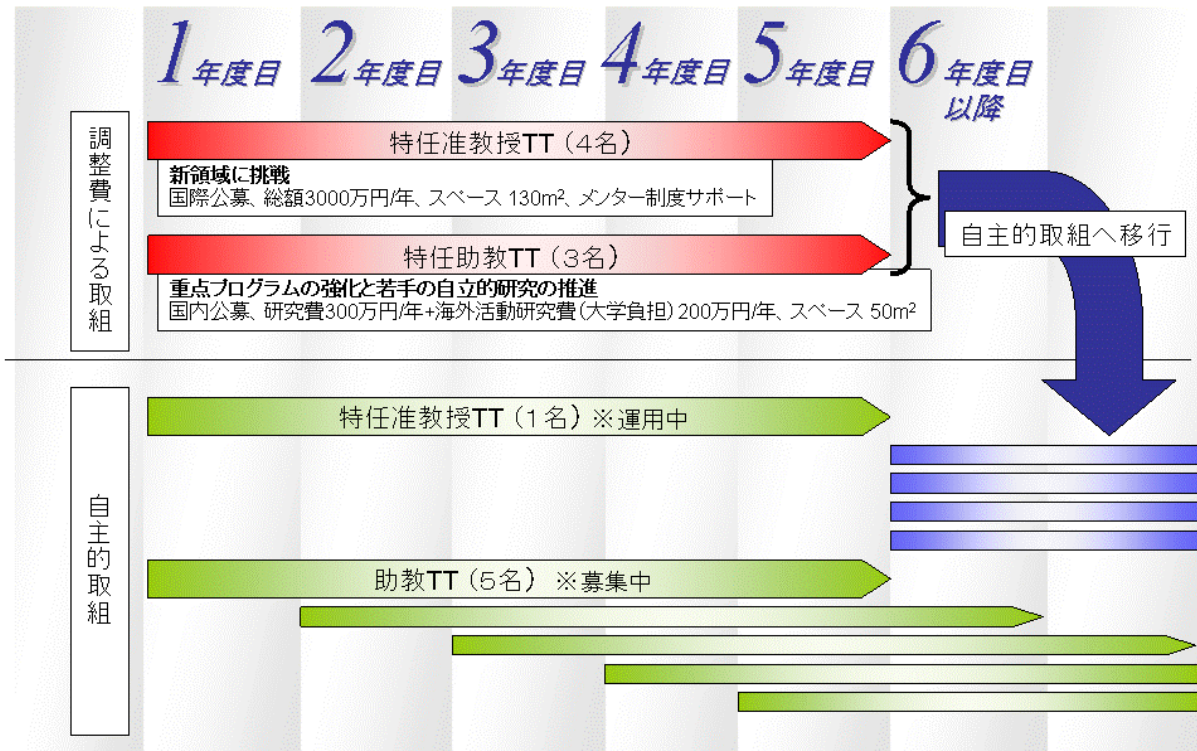 1年度目 2年度目 3年度目 4年度目 5年度目 6年度目
以降
調整費による取組
特任准教授TT（4名）
新領域に挑戦
国際公募、総額3000万円/年、スペース 130m²、メンター制度サポート
自主的取組へ移行
特任助教TT（3名）
重点プログラムの強化と若手の自立的研究の推進
国内公募、研究費300万円/年+海外活動研究費（大学負担）200万円/年、スペース 50m²
自主的取組
特任准教授TT（1名）※運用中
助教TT（5名） ※募集中